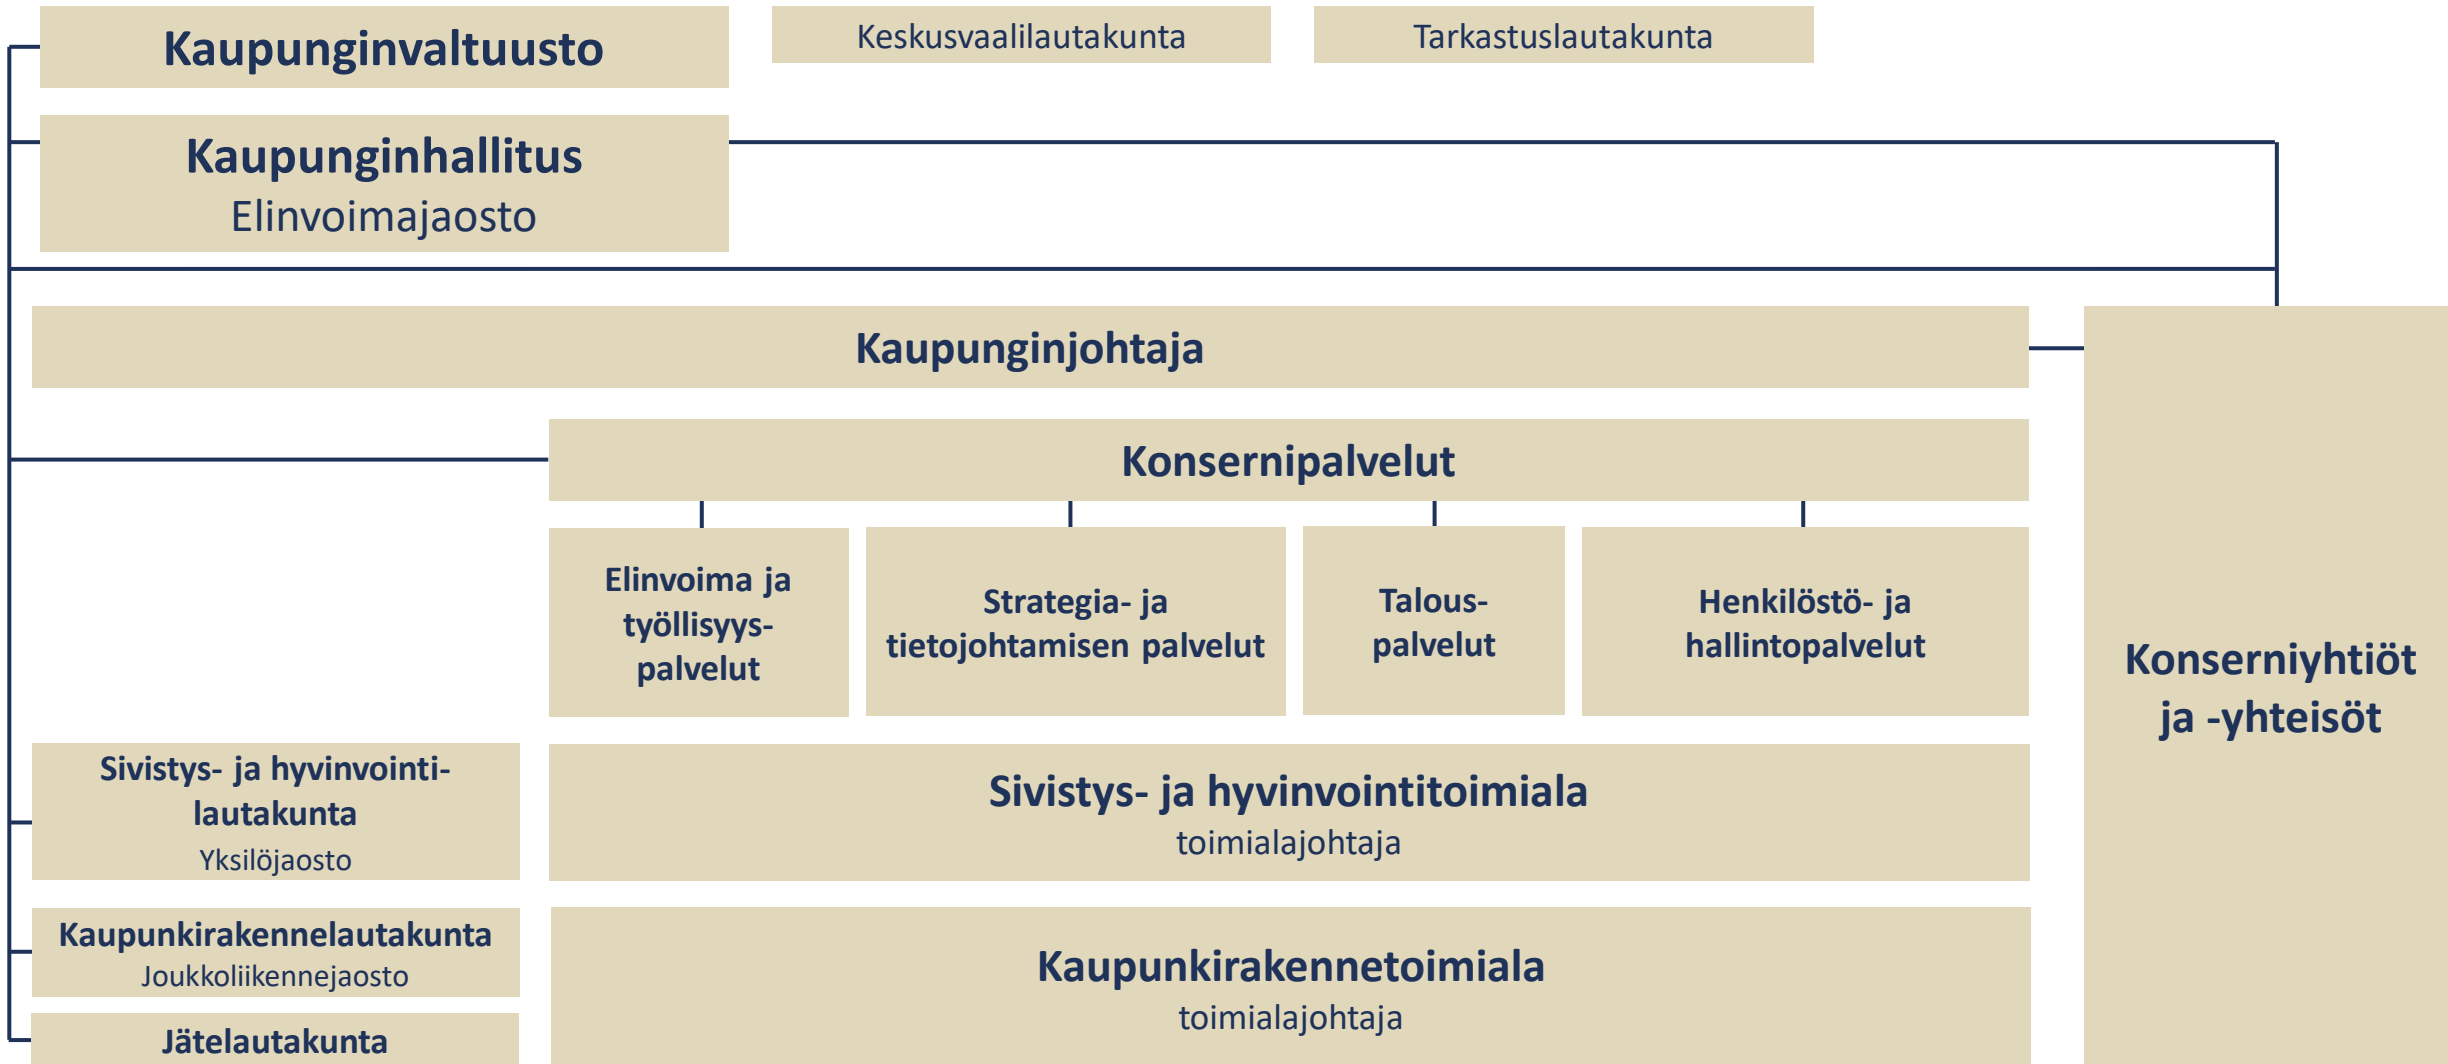 Kaupunginvaltuusto
Keskusvaalilautakunta
Tarkastuslautakunta
Kaupunginhallitus
Elinvoimajaosto
Kaupunginjohtaja
Konsernipalvelut
Elinvoima ja
työllisyys-
palvelut
Strategia- ja
tietojohtamisen palvelut
Talous-
palvelut
Henkilöstö- ja
hallintopalvelut
Konserniyhtiöt
ja -yhteisöt
Sivistys- ja hyvinvointi-
lautakunta
Yksilöjaosto
Sivistys- ja hyvinvointitoimiala
toimialajohtaja
Kaupunkirakennelautakunta
Joukkoliikennejaosto
Kaupunkirakennetoimiala
toimialajohtaja
Jätelautakunta